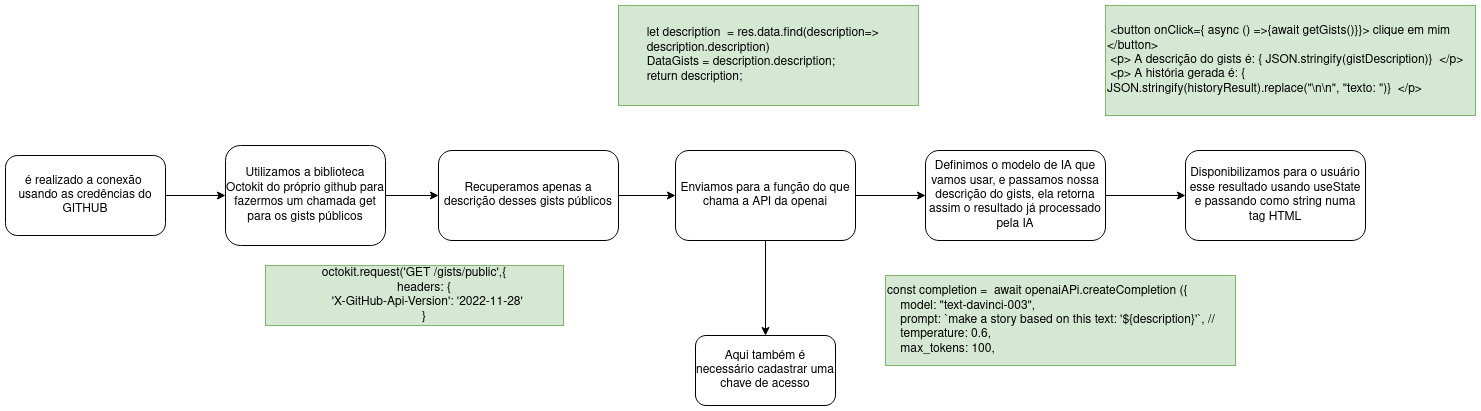 let description  = res.data.find(description=>
description.description)
DataGists = description.description;
return description;
<button onClick={ async () =>{await getGists()}}> clique em mim
</button>
<p> A descrição do gists é: { JSON.stringify(gistDescription)}  </p>
<p> A história gerada é: {
JSON.stringify(historyResult).replace("\n\n", "texto: ")}  </p>
é realizado a conexão
usando as credências do
GITHUB
Utilizamos a biblioteca
Octokit do próprio github para
fazermos um chamada get
para os gists públicos
Recuperamos apenas a
descrição desses gists públicos
Enviamos para a função do que
chama a API da openai
Definimos o modelo de IA que
vamos usar, e passamos nossa
descrição do gists, ela retorna
assim o resultado já processado
pela IA
Disponibilizamos para o usuário
esse resultado usando useState
e passando como string numa
tag HTML
octokit.request('GET /gists/public',{
headers: {
'X-GitHub-Api-Version': '2022-11-28'
}
const completion =  await openaiAPi.createCompletion ({
model: "text-davinci-003",
prompt: `make a story based on this text: '${description}'`, //
temperature: 0.6,
max_tokens: 100,
Aqui também é
necessário cadastrar uma
chave de acesso